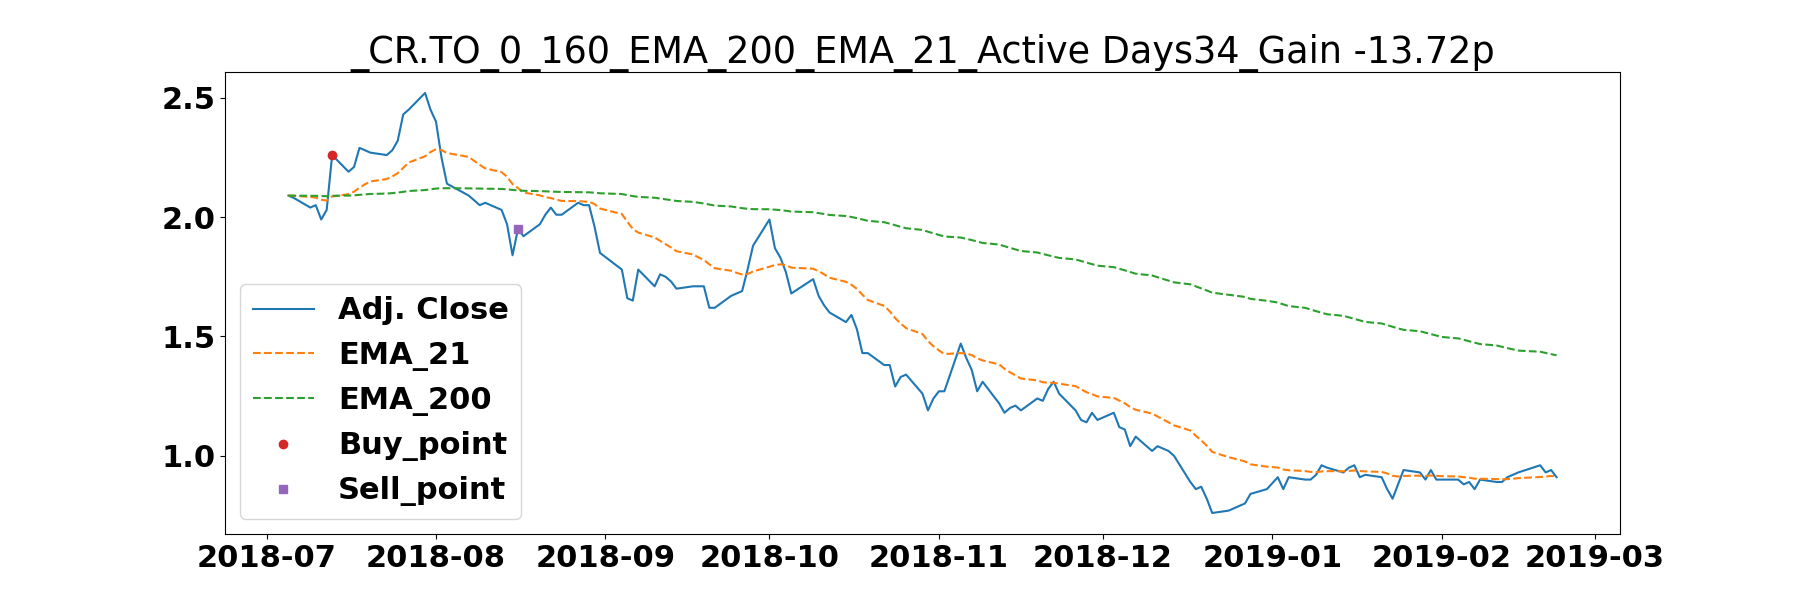 _CR.TO_0_160_EMA_200_EMA_21_Active Days34_Gain -13.72p
2.5
2.0
1.5
1.0
Adj. Close
EMA_21
EMA_200
Buy_point
Sell_point
2018-07 2018-08 2018-09 2018-10 2018-11 2018-12 2019-01 2019-02 2019-03